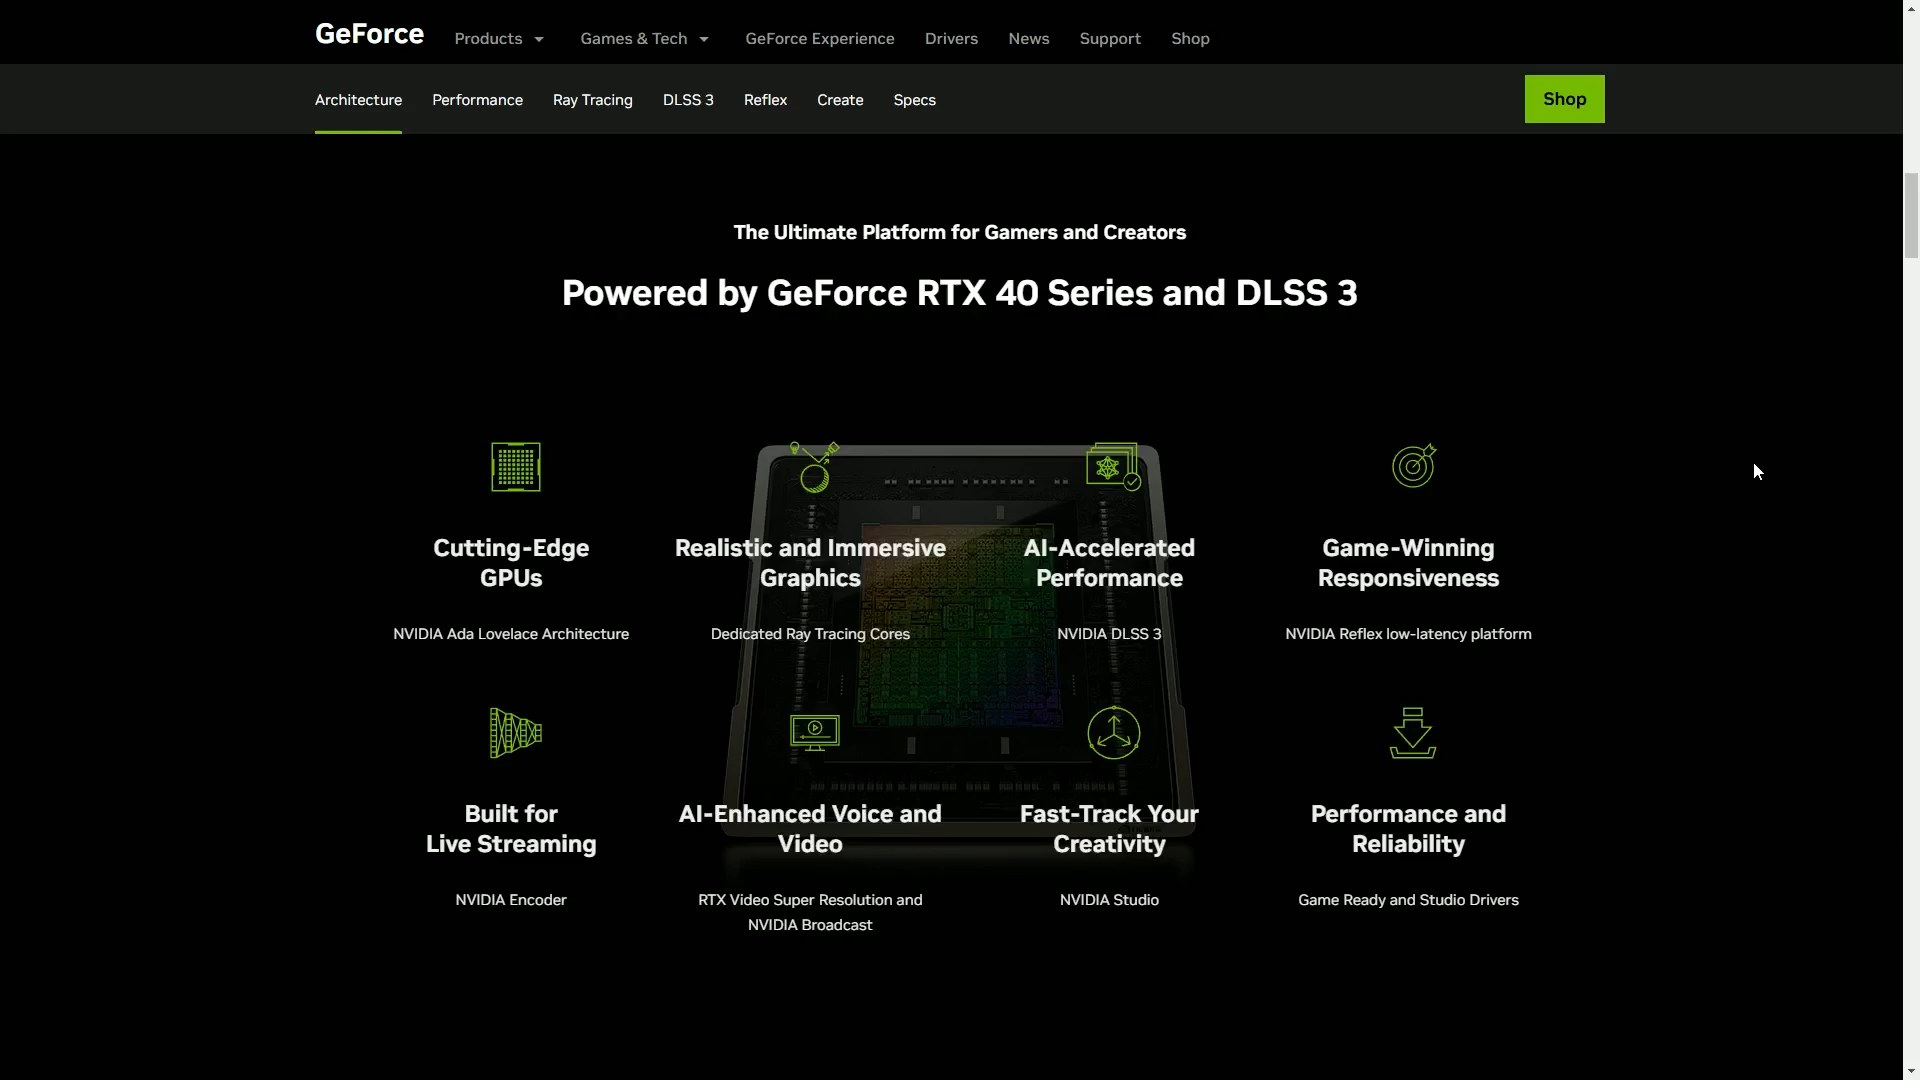 GeForce
Products
Games & Tech
GeForce Experience
Drivers
News
Support
Shop
Architecture
Performance
Ray Tracing
DLSS 3
Reflex
Create
Specs
Shop
The Ultimate Platform for Gamers and Creators
Powered by GeForce RTX 40 Series and DLSS 3
Cutting-Edge
GPUs
NVIDIA Ada Lovelace Architecture
Realistic and Immersive
Graphics
Dedicated Ray Tracing Cores
AI-Accelerated
Performance
NVIDIA DLSS 3
Game-Winning
Responsiveness
NVIDIA Reflex low-latency platform
Built for
Live Streaming
NVIDIA Encoder
AI-Enhanced Voice and
Video
RTX Video Super Resolution and
NVIDIA Broadcast
Fast-Track Your
Creativity
NVIDIA Studio
Performance and
Reliability
Game Ready and Studio Drivers